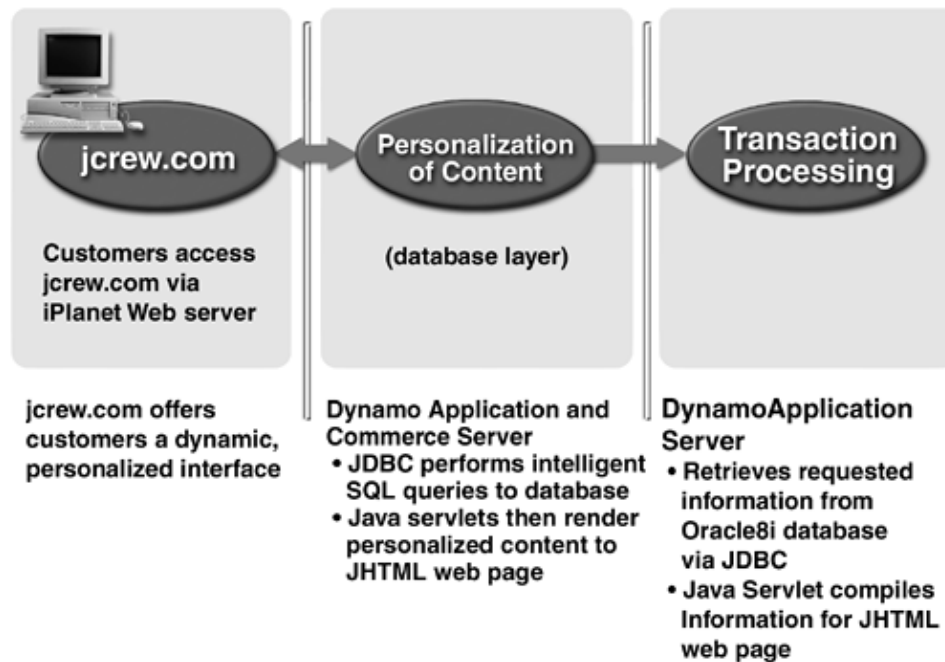 jcrew.com
Customers access
jcrew.com via
iPlanet Web server
jcrew.com offers
customers a dynamic,
personalized interface
Personalization
of Content
(database layer)
Dynamo Application and
Commerce Server
• JDBC performs intelligent
SQL queries to database
• Java servlets then render
personalized content to
JHTML web page
Transaction
Processing
DynamoApplication
Server
• Retrieves requested
information from
Oracle8i database
via JDBC
• Java Servlet compiles
Information for JHTML
web page